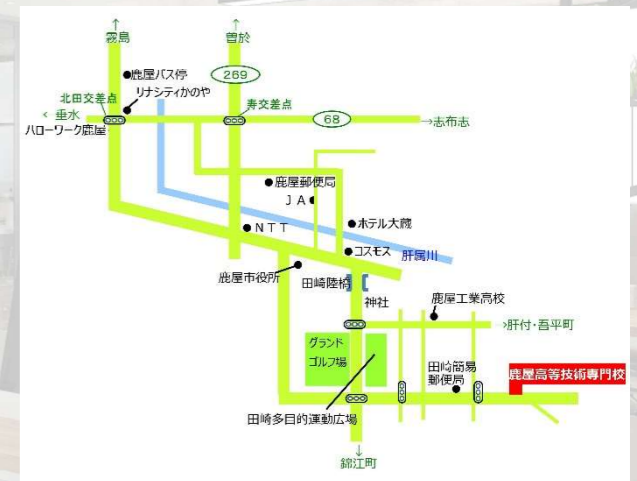 ↑
霧島
↑
曽於
●鹿屋バス停
269
リナシティかのや
北田交差点
寿交差点
< 垂水
68
→志布志
ハローワーク鹿屋
●鹿屋郵便局
ＪＡ●
●ホテル大蔵
●ＮＴＴ
●コスモス
肝属川
鹿屋市役所
田崎陸橋
神社
鹿屋工業高校
→肝付・吾平町
グランド
ゴルフ場
田崎簡易
郵便局
鹿屋高等技術専門校
田崎多目的運動広場
↓
錦江町